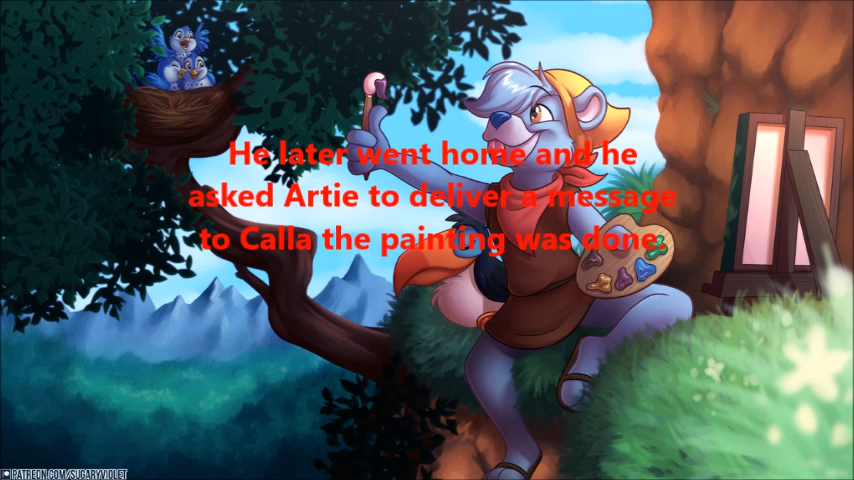 He later went home and he
asked Artie to deliver a message
to Calla the painting was done.
PATREON.COM/SUGARYVIOLET